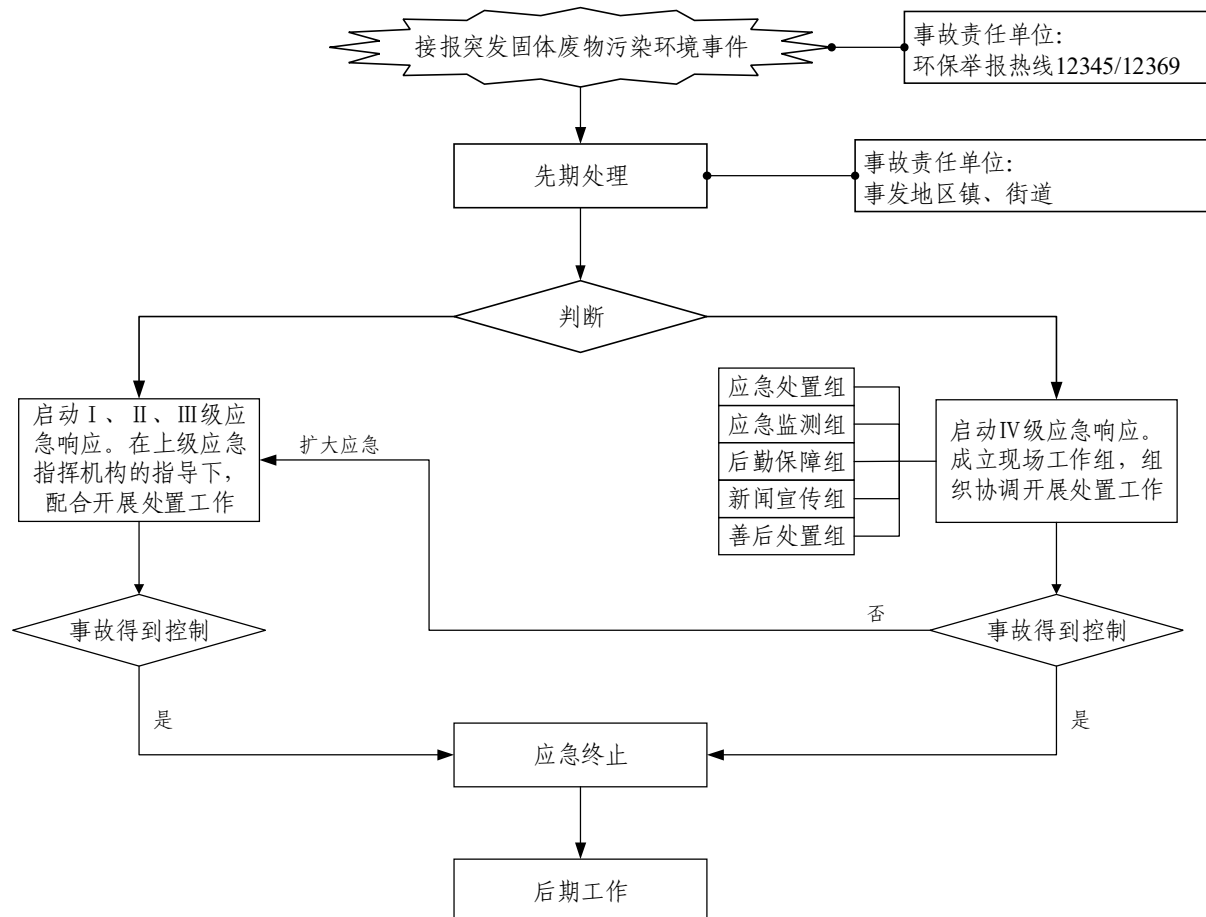 接报突发固体废物污染环境事件
事故责任单位：
环保举报热线12345/12369
先期处理
事故责任单位：
事发地区镇、街道
判断
启动Ⅰ、Ⅱ、Ⅲ级应
急响应。在上级应急
指挥机构的指导下，
配合开展处置工作
扩大应急
应急处置组
应急监测组
后勤保障组
新闻宣传组
善后处置组
启动Ⅳ级应急响应。
成立现场工作组，组
织协调开展处置工作
事故得到控制
否
事故得到控制
是
是
应急终止
后期工作